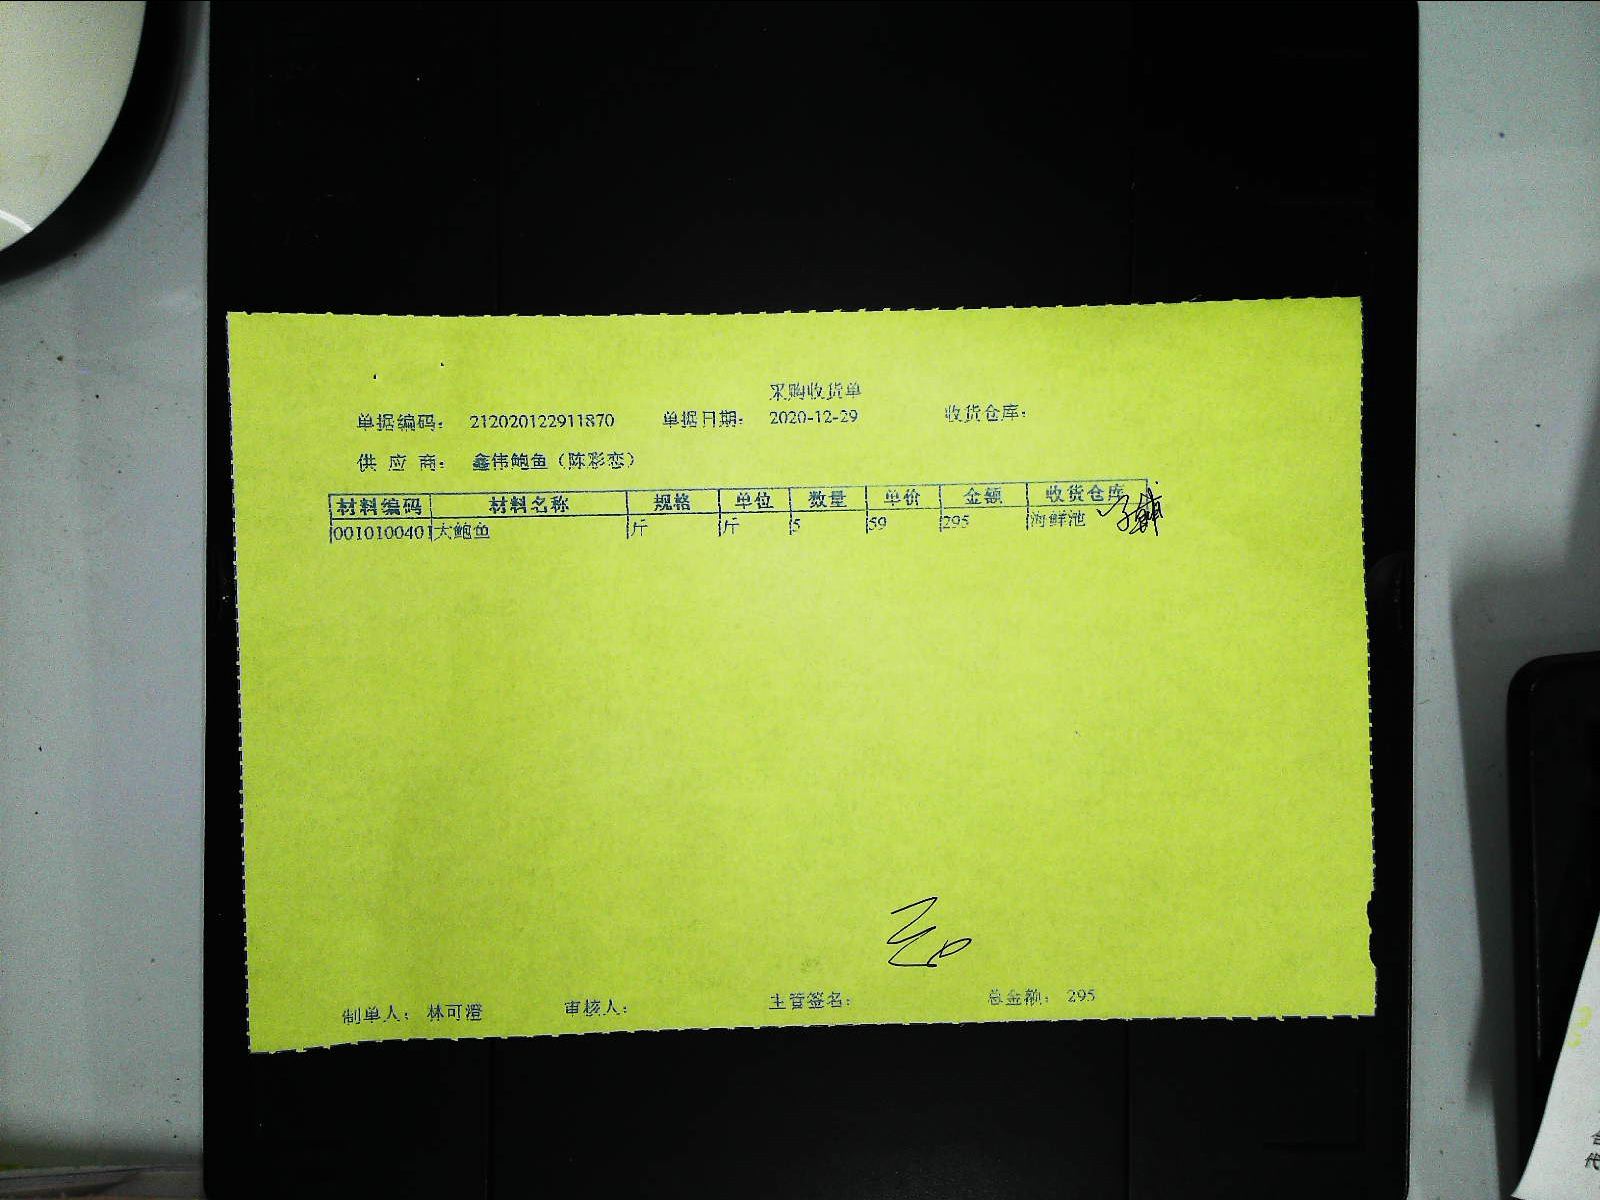 采购收货单
单据编码： 212020122911870 单据日期： 2020-12-29 收货仓库：
供 应 商： 鑫伟鲍鱼（陈彩恋）
材料编码 材料名称 规格 单位 数量 单价 金额 收货仓库
001010040 大鲍鱼 斤 斤 5 59 295 海鲜池
制单人： 林可澄 审核人： 主管签名： 总金额： 295